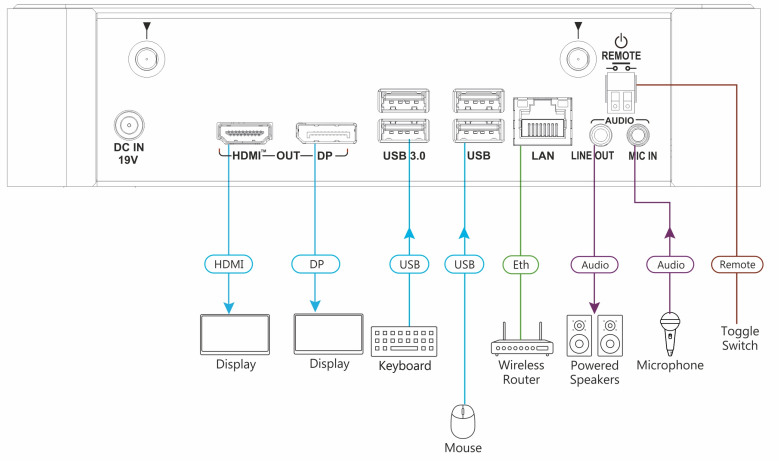 REMOTE
AUDIO
DC IN
19V
HDMI™ OUT DP
USB 3.0
USB
LAN
LINE OUT
MIC IN
HDMI
DP
USB
USB
Eth
Audio
Audio
Remote
Display
Display
Keyboard
Mouse
Wireless
Router
Powered
Speakers
Microphone
Toggle
Switch